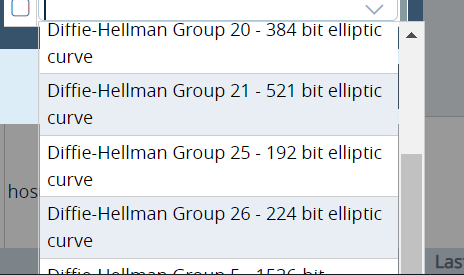 Diffie-Hellman Group 20 - 384 bit elliptic
curve
Diffie-Hellman Group 21 - 521 bit elliptic
curve
Diffie-Hellman Group 25 - 192 bit elliptic
curve
hos
Diffie-Hellman Group 26 - 224 bit elliptic
curve
Las
Diffie-Hellman Group 5 - 1536 bit